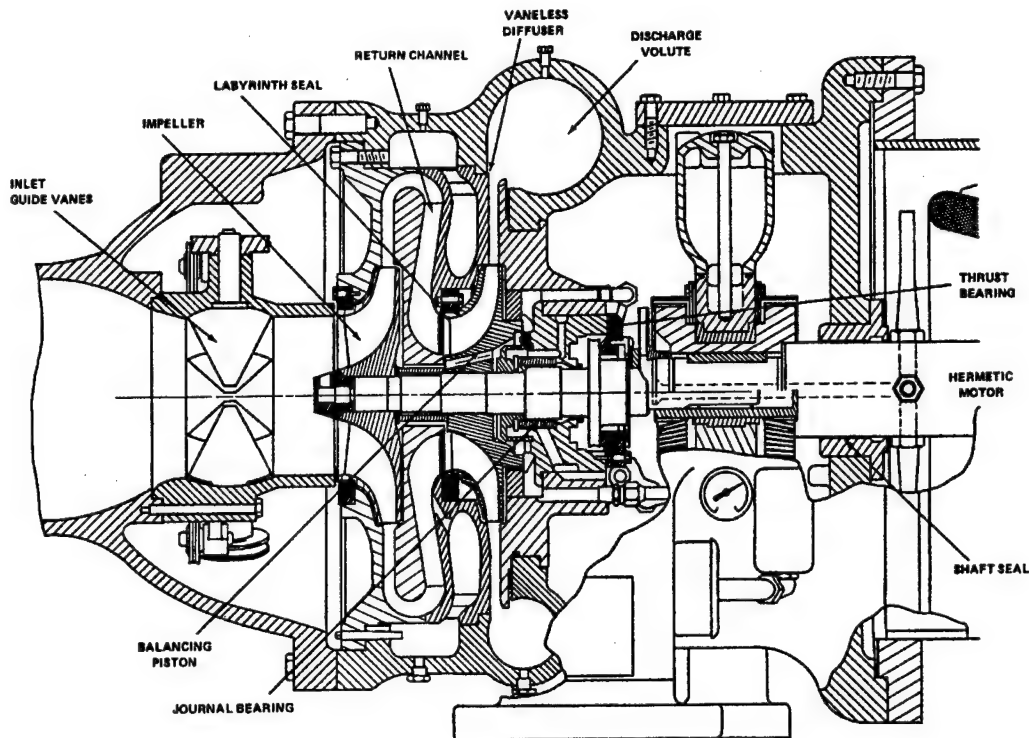 VANELESS
DIFFUSER
DISCHARGE
VOLUTE
RETURN CHANNEL
LABYRINTH SEAL
IMPELLER
INLET
GUIDE VANES
THRUST
BEARING
HERMETIC
MOTOR
SHAFT SEAL
BALANCING
PISTON
JOURNAL BEARING